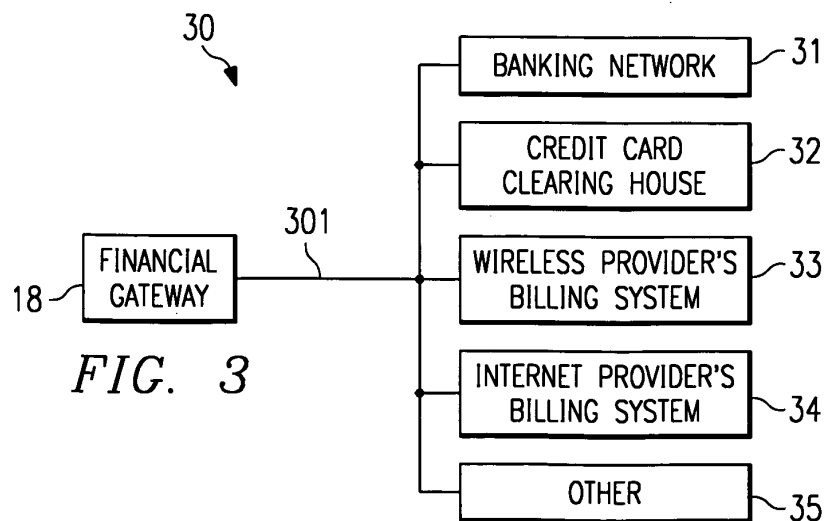 30
BANKING NETWORK
31
CREDIT CARD
CLEARING HOUSE
32
301
FINANCIAL
GATEWAY
18
WIRELESS PROVIDER'S
BILLING SYSTEM
33
FIG. 3
INTERNET PROVIDER'S
BILLING SYSTEM
34
OTHER
35